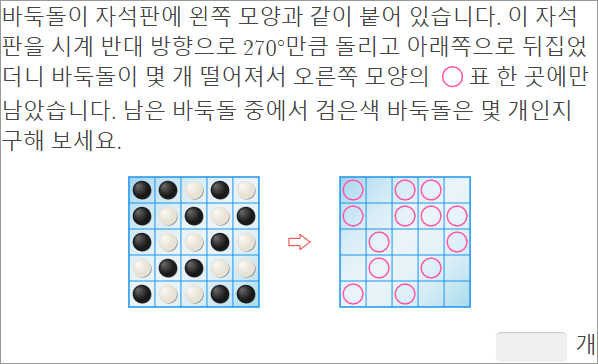 바둑돌이 자석판에 왼쪽 모양과 같이 붙어 있습니다. 이 자석
판을 시계 반대 방향으로 270°만큼 돌리고 아래쪽으로 뒤집었
더니 바둑돌이 몇 개 떨어져서 오른쪽 모양의 ○표 한 곳에만
남았습니다. 남은 바둑돌 중에서 검은색 바둑돌은 몇 개인지
구해 보세요.
개